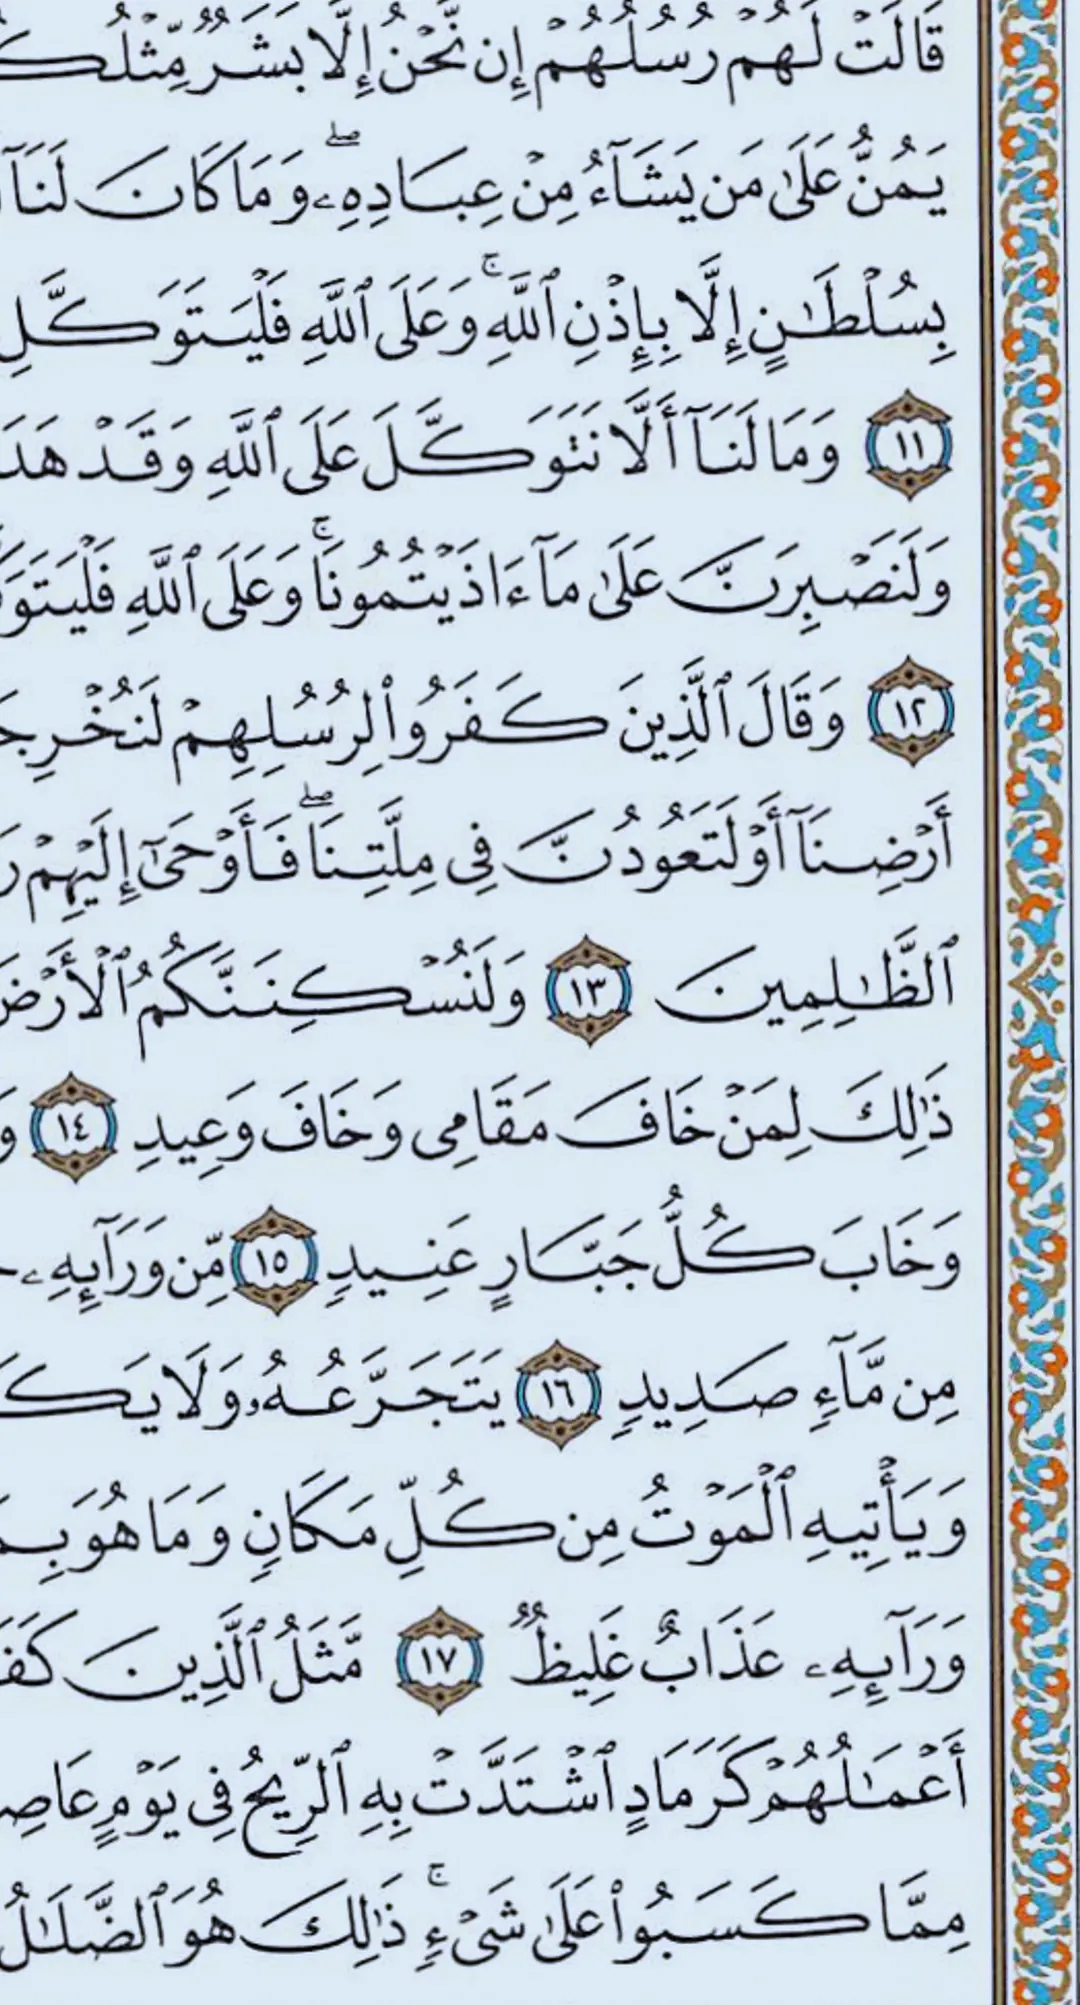 قَالَتْ لَهُمْ رُسُلُهُمْ إِن نَّحْنُ إِلَّا بَشَرٌ مِّثْلُكُ
يَمُنُّ عَلَىٰ مَن يَشَآءُ مِنْ عِبَادِهِۦ ۖ وَمَا كَانَ لَنَآ
بِسُلْطَـٰنٍ إِلَّا بِإِذْنِ ٱللَّهِ ۚ وَعَلَى ٱللَّهِ فَلْيَتَوَكَّلِ
١١ وَمَا لَنَآ أَلَّا نَتَوَكَّلَ عَلَى ٱللَّهِ وَقَدْ هَدَ
وَلَنَصْبِرَنَّ عَلَىٰ مَآ ءَاذَيْتُمُونَا ۚ وَعَلَى ٱللَّهِ فَلْيَتَوَ
١٢ وَقَالَ ٱلَّذِينَ كَفَرُوا۟ لِرُسُلِهِمْ لَنُخْرِجَ
أَرْضِنَآ أَوْ لَتَعُودُنَّ فِى مِلَّتِنَا ۖ فَأَوْحَىٰٓ إِلَيْهِمْ رَ
ٱلظَّـٰلِمِينَ ١٣ وَلَنُسْكِنَنَّكُمُ ٱلْأَرْضَ
ذَٰلِكَ لِمَنْ خَافَ مَقَامِى وَخَافَ وَعِيدِ ١٤ وَ
وَخَابَ كُلُّ جَبَّارٍ عَنِيدٍ ١٥ مِّن وَرَآئِهِۦ
مِن مَّآءٍ صَدِيدٍ ١٦ يَتَجَرَّعُهُۥ وَلَا يَكَ
وَيَأْتِيهِ ٱلْمَوْتُ مِن كُلِّ مَكَانٍ وَمَا هُوَ بِمَ
وَرَآئِهِۦ عَذَابٌ غَلِيظٌ ١٧ مَّثَلُ ٱلَّذِينَ كَفَ
أَعْمَـٰلُهُمْ كَرَمَادٍ ٱشْتَدَّتْ بِهِ ٱلرِّيحُ فِى يَوْمٍ عَاصِ
مِمَّا كَسَبُوا۟ عَلَىٰ شَىْءٍ ۚ ذَٰلِكَ هُوَ ٱلضَّلَـٰلُ